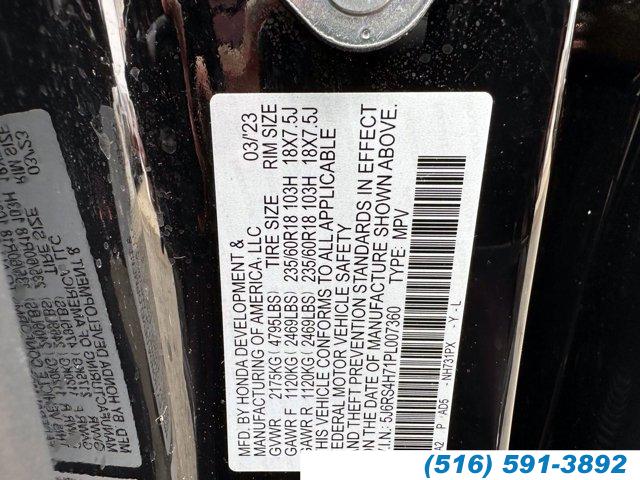 MFD. BY HONDA DEVELOPMENT & 03/'23
MANUFACTURING OF AMERICA, LLC
GVWR 2175KG(4795LBS) TIRE SIZE RIM SIZE
GAWR F 1120KG(2469LBS) 235/60R18 103H 18X7.5J
GAWR R 1120KG(2469LBS) 235/60R18 103H 18X7.5J
THIS VEHICLE CONFORMS TO ALL APPLICABLE
FEDERAL MOTOR VEHICLE SAFETY
AND THEFT PREVENTION STANDARDS IN EFFECT
ON THE DATE OF MANUFACTURE SHOWN ABOVE.
V.I.N: 5J6RS4H71PL007360 TYPE: MPV
A2 P AD5 NH731PX - Y - L
(516) 591-3892